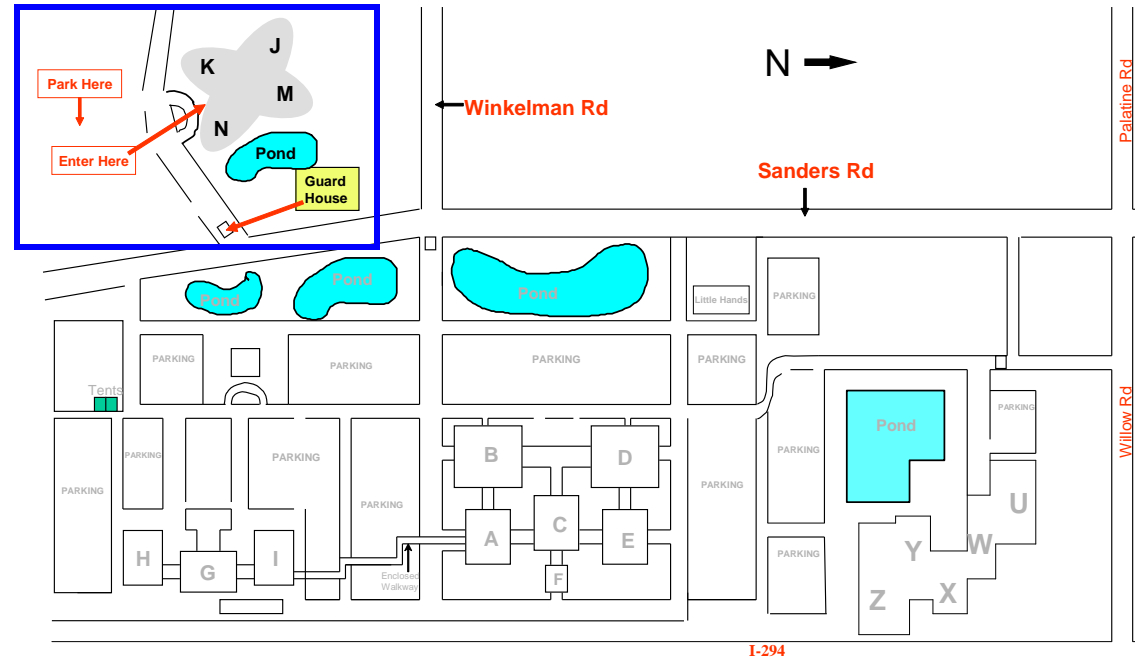 J
K
M
N
Park Here
Enter Here
Pond
Guard
House
N
Winkelman Rd
Sanders Rd
Palatine Rd
Willow Rd
Pond
Pond
Pond
Little Hands
PARKING
PARKING
PARKING
PARKING
PARKING
Tents
PARKING
PARKING
PARKING
PARKING
PARKING
PARKING
PARKING
PARKING
PARKING
Pond
B
D
A
C
E
F
H
G
I
Enclosed
Walkway
U
W
Y
X
Z
I-294